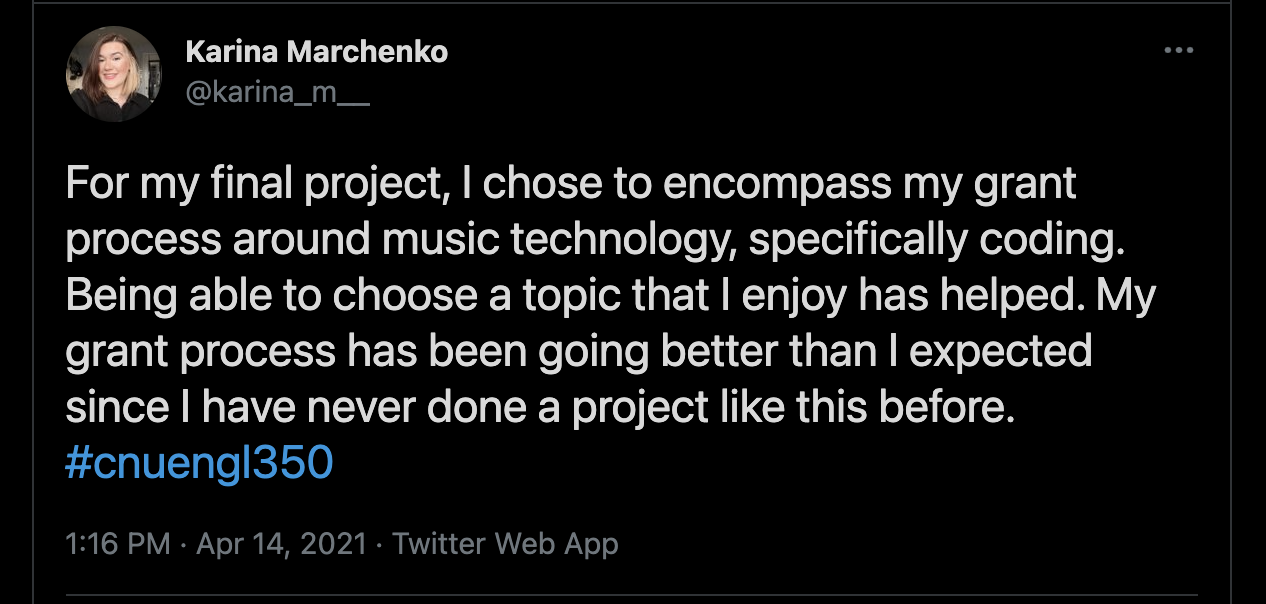 Karina Marchenko
@karina_m__
For my final project, I chose to encompass my grant
process around music technology, specifically coding.
Being able to choose a topic that I enjoy has helped. My
grant process has been going better than I expected
since I have never done a project like this before.
#cnuengl350
1:16 PM · Apr 14, 2021 · Twitter Web App